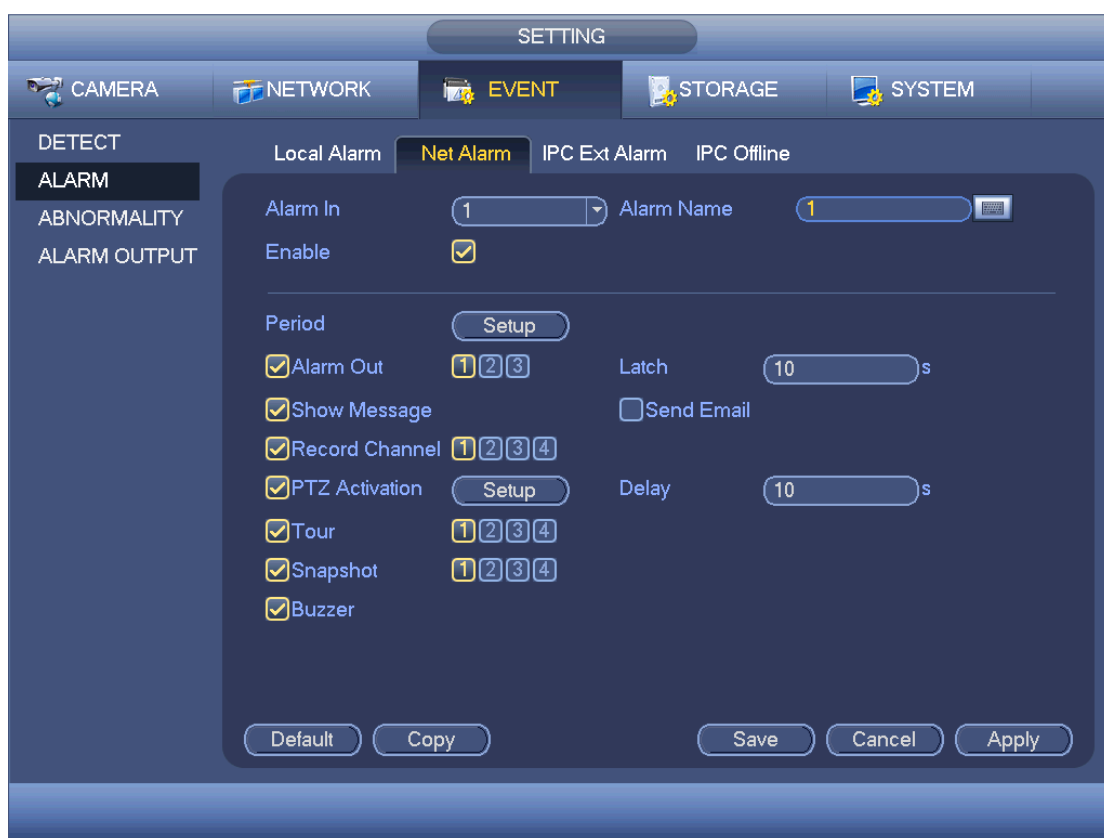 SETTING
CAMERA NETWORK EVENT STORAGE SYSTEM
DETECT
ALARM
ABNORMALITY
ALARM OUTPUT
Local Alarm Net Alarm IPC Ext Alarm IPC Offline
Alarm In 1 Alarm Name 1
Enable
Period Setup
Alarm Out 1 2 3 Latch 10 s
Show Message Send Email
Record Channel 1 2 3 4
PTZ Activation Setup Delay 10 s
Tour 1 2 3 4
Snapshot 1 2 3 4
Buzzer
Default Copy Save Cancel Apply